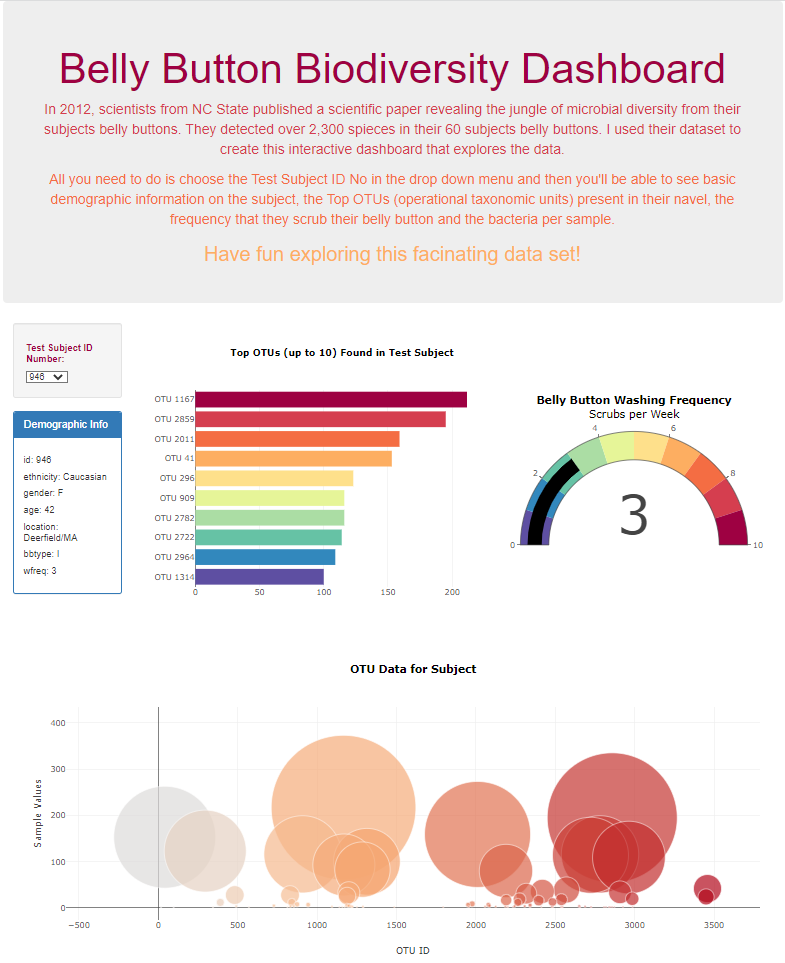 Belly Button Biodiversity Dashboard
In 2012, scientists from NC State published a scientific paper revealing the jungle of microbial diversity from their
subjects belly buttons. They detected over 2,300 spieces in their 60 subjects belly buttons. I used their dataset to
create this interactive dashboard that explores the data.
All you need to do is choose the Test Subject ID No in the drop down menu and then you'll be able to see basic
demographic information on the subject, the Top OTUs (operational taxonomic units) present in their navel, the
frequency that they scrub their belly button and the bacteria per sample.
Have fun exploring this facinating data set!
Test Subject ID
Number:
946
Demographic Info
id: 946
ethnicity: Caucasian
gender: F
age: 42
location:
Deerfield/MA
bbtype: I
wfreq: 3
Top OTUs (up to 10) Found in Test Subject
OTU 1167
OTU 2859
OTU 2011
OTU 41
OTU 296
OTU 909
OTU 2782
OTU 2722
OTU 2964
OTU 1314
0 50 100 150 200
Belly Button Washing Frequency
Scrubs per Week
0 2 4 6 8 10
3
OTU Data for Subject
Sample Values
400
300
200
100
0
−500 0 500 1000 1500 2000 2500 3000 3500
OTU ID